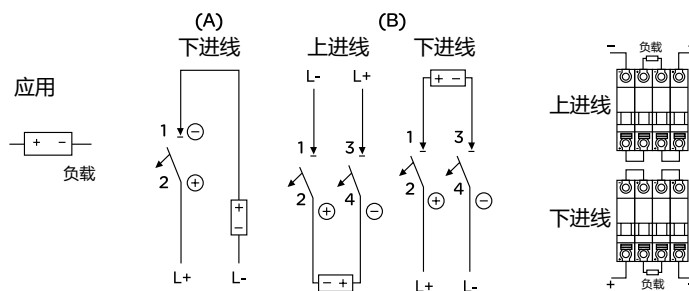 (A)
(B)
下进线
上进线
下进线
应用
+ −
负载
1 −
2 +
+ −
L+ L-
L- L+
1 3
2 + 4 −
− +
+ −
1 3
2 + 4 −
L+ L-
− 负载 +
上进线
下进线
+ 负载 −